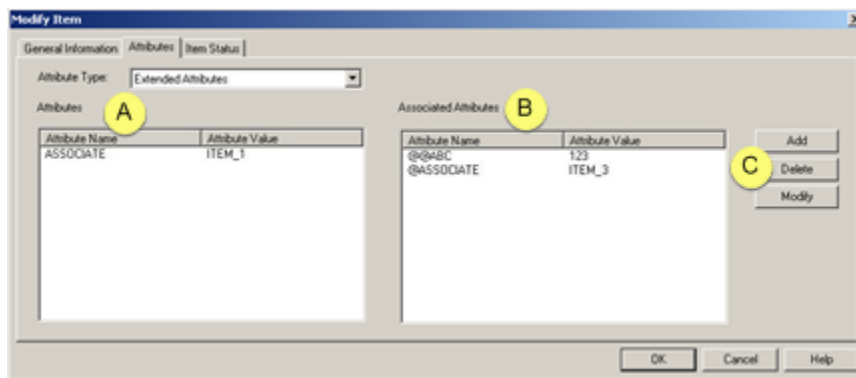 Modify Item
General Information Attributes Item Status
Attribute Type: Extended Attributes
Attributes A Associated Attributes B
Attribute Name Attribute Value Attribute Name Attribute Value Add
ASSOCIATE ITEM_1 @@ABC 123
@ASSOCIATE ITEM_3 C Delete
Modify
OK Cancel Help